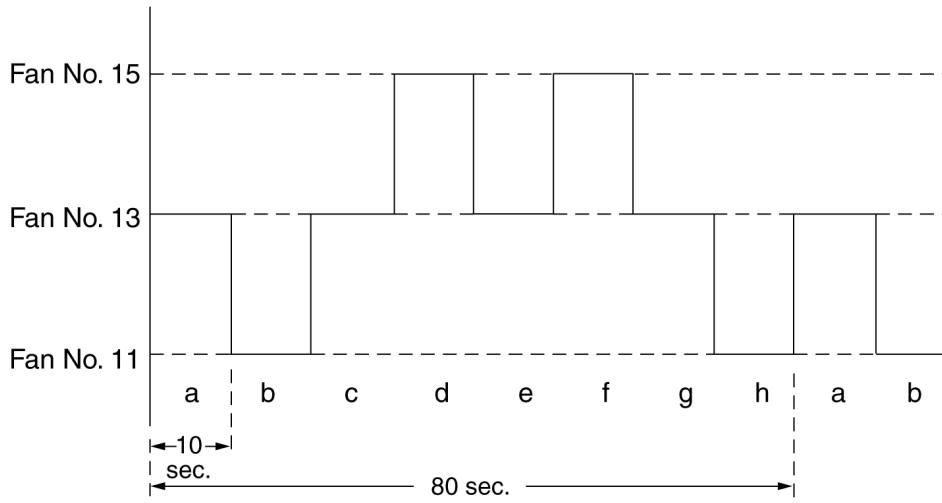 Fan No. 15
Fan No. 13
Fan No. 11
a b c d e f g h a b
10
sec.
80 sec.